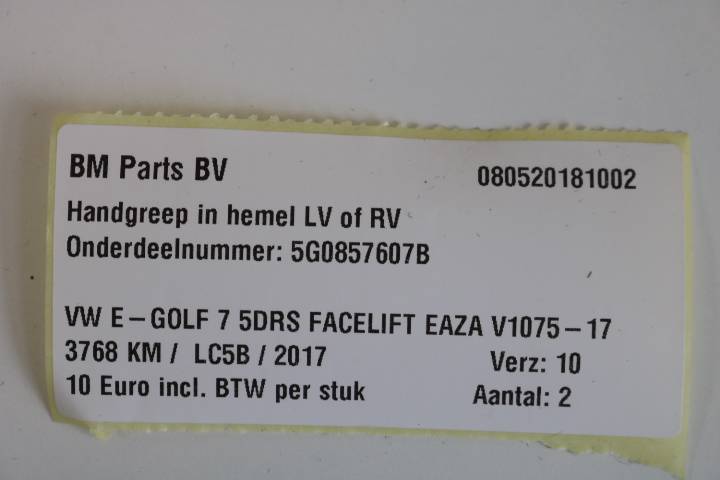 BM Parts BV 080520181002
Handgreep in hemel LV of RV
Onderdeelnummer: 5G0857607B
VW E-GOLF 7 5DRS FACELIFT EAZA V1075-17
3768 KM / LC5B / 2017 Verz: 10
10 Euro incl. BTW per stuk Aantal: 2